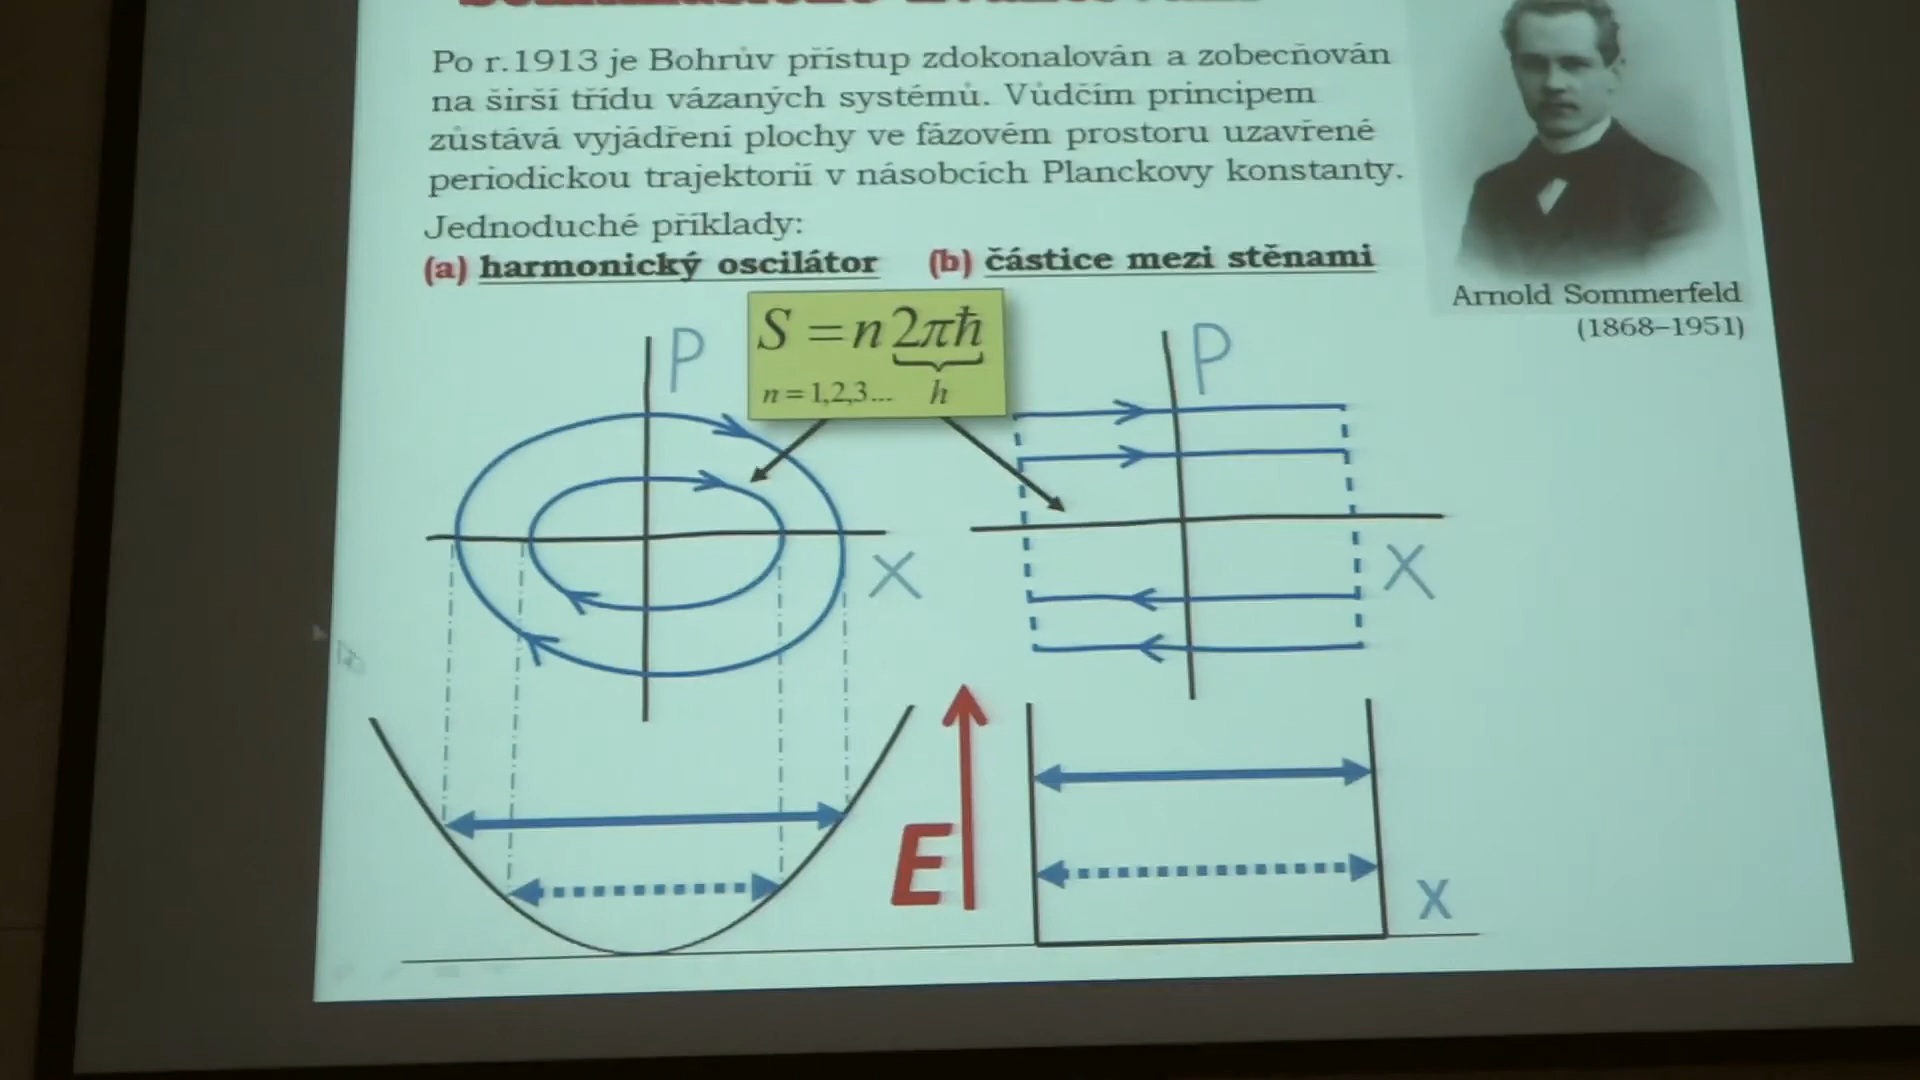 Po r.1913 je Bohrův přístup zdokonalován a zobecňován
na širší třídu vázaných systémů. Vůdčím principem
zůstává vyjádření plochy ve fázovém prostoru uzavřené
periodickou trajektorií v násobcích Planckovy konstanty.
Jednoduché příklady:
(a) harmonický oscilátor (b) částice mezi stěnami
Arnold Sommerfeld
(1868–1951)
S = n 2πħ
n = 1,2,3... h
P
P
X
X
E
x